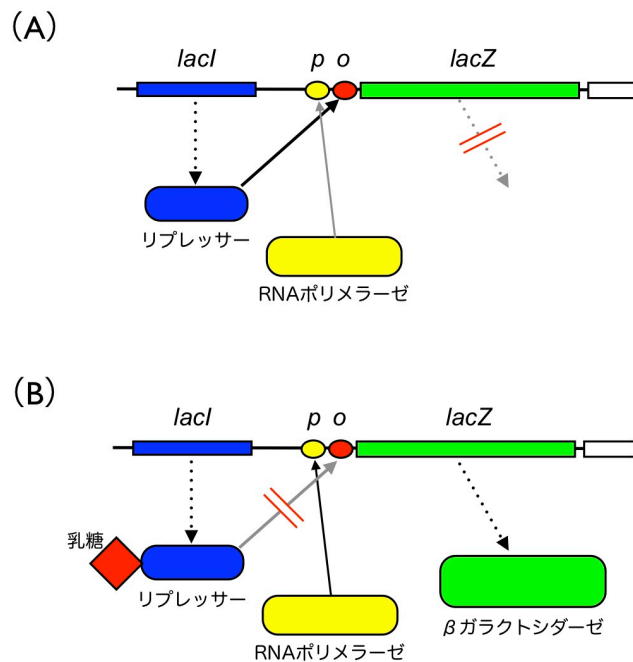 (A)
lacI p o lacZ
リプレッサー
RNAポリメラーゼ
(B)
lacI p o lacZ
乳糖
リプレッサー
RNAポリメラーゼ
βガラクトシダーゼ